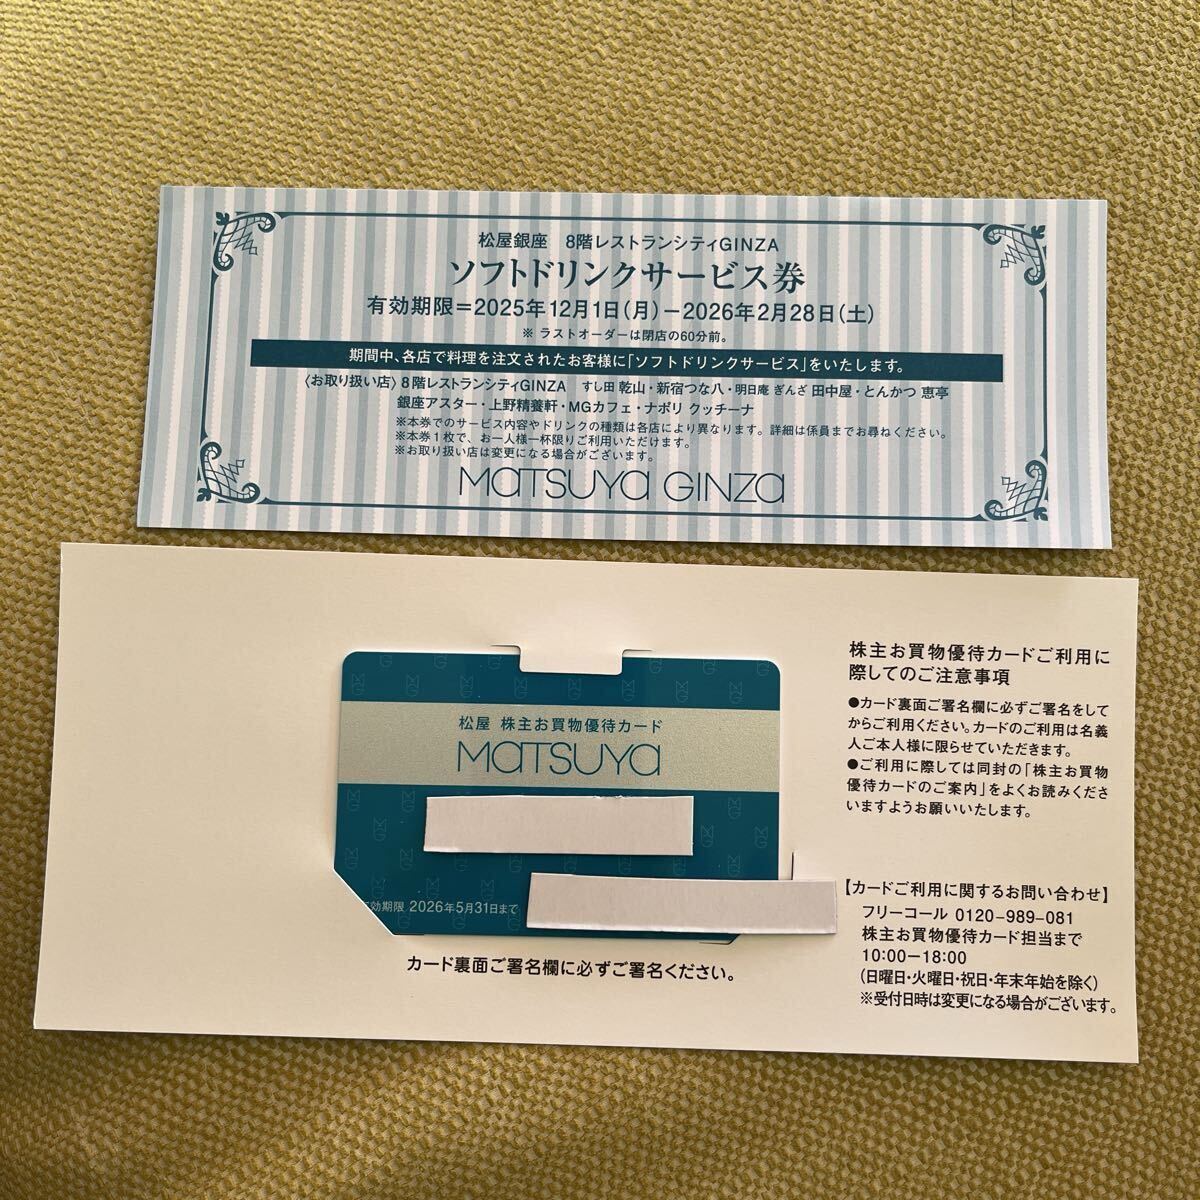 松屋銀座 8階レストランシティGINZA
ソフトドリンクサービス券
有効期限＝2025年12月1日(月)－2026年2月28日(土)
※ ラストオーダーは閉店の60分前。
期間中、各店で料理を注文されたお客様に「ソフトドリンクサービス」をいたします。
〈お取り扱い店〉8階レストランシティGINZA すし田 乾山・新宿つな八・明日庵 ぎんざ 田中屋・とんかつ 恵亭
銀座アスター・上野精養軒・MGカフェ・ナポリ クッチーナ
※本券でのサービス内容やドリンクの種類は各店により異なります。詳細は係員までお尋ねください。
※本券1枚で、お一人様一杯限りご利用いただけます。
※お取り扱い店は変更になる場合がございます。
MATSUYA GINZA
松屋 株主お買物優待カード
MATSUYA
有効期限 2026年5月31日まで
カード裏面ご署名欄に必ずご署名ください。
株主お買物優待カードご利用に
際してのご注意事項
●カード裏面ご署名欄に必ずご署名をして
からご利用ください。カードのご利用は名義
人ご本人様に限らせていただきます。
●ご利用に際しては同封の「株主お買物
優待カードのご案内」をよくお読みくださ
いますようお願いいたします。
【カードご利用に関するお問い合わせ】
フリーコール 0120-989-081
株主お買物優待カード担当まで
10:00－18:00
(日曜日・火曜日・祝日・年末年始を除く)
※受付日時は変更になる場合がございます。